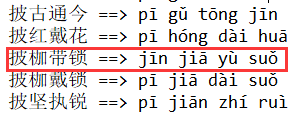 披古通今 ==> pī gǔ tōng jīn
披红戴花 ==> pī hóng dài huā
披枷带锁 ==> jīn jiā yù suǒ
披枷戴锁 ==> pī jiā dài suǒ
披坚执锐 ==> pī jiān zhí ruì